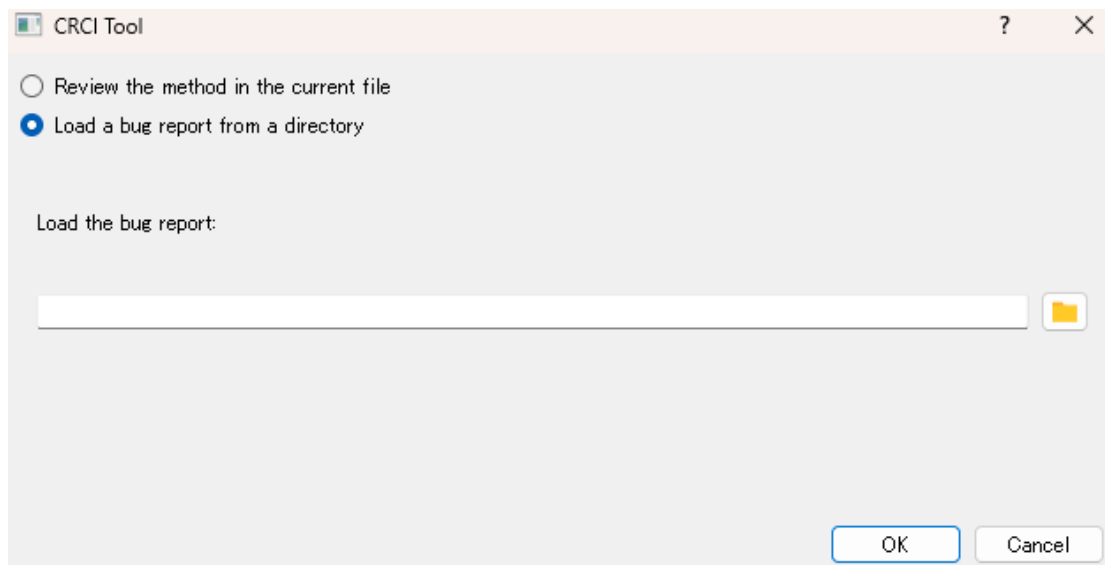 CRCI Tool ?
Review the method in the current file
Load a bug report from a directory
Load the bug report:
OK Cancel